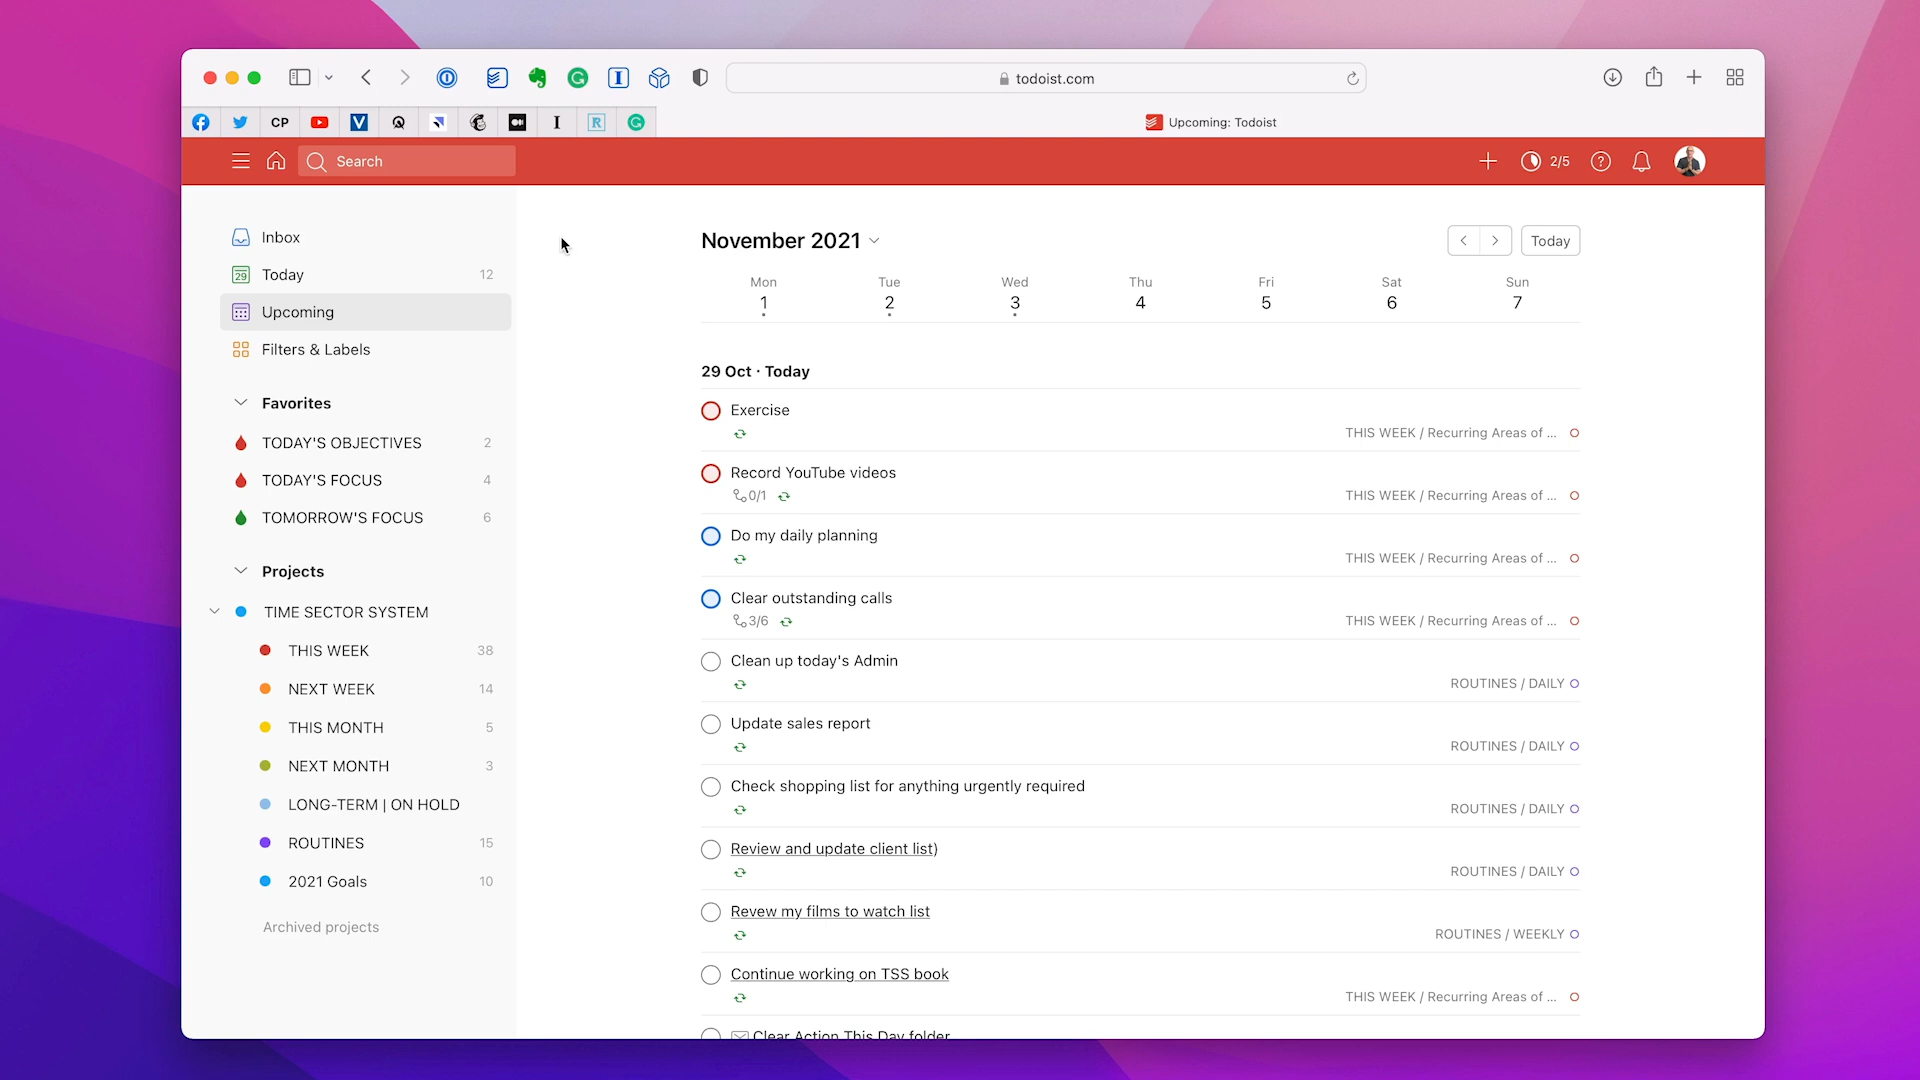 todoist.com
CP
Upcoming: Todoist
Search
2/5
Inbox
29
Today 12
Upcoming
Filters & Labels
Favorites
TODAY'S OBJECTIVES 2
TODAY'S FOCUS 4
TOMORROW'S FOCUS 6
Projects
TIME SECTOR SYSTEM
THIS WEEK 38
NEXT WEEK 14
THIS MONTH 5
NEXT MONTH 3
LONG-TERM | ON HOLD
ROUTINES 15
2021 Goals 10
Archived projects
November 2021
Today
Mon Tue Wed Thu Fri Sat Sun
1 2 3 4 5 6 7
29 Oct · Today
Exercise
THIS WEEK / Recurring Areas of ...
Record YouTube videos
0/1 THIS WEEK / Recurring Areas of ...
Do my daily planning
THIS WEEK / Recurring Areas of ...
Clear outstanding calls
3/6 THIS WEEK / Recurring Areas of ...
Clean up today's Admin
ROUTINES / DAILY
Update sales report
ROUTINES / DAILY
Check shopping list for anything urgently required
ROUTINES / DAILY
Review and update client list)
ROUTINES / DAILY
Revew my films to watch list
ROUTINES / WEEKLY
Continue working on TSS book
THIS WEEK / Recurring Areas of ...
Clear Action This Day folder